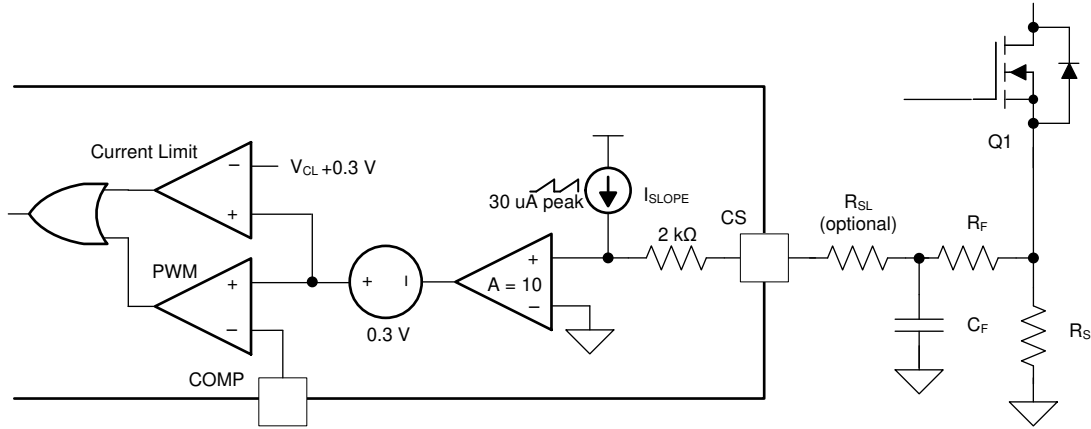 Q1
Current Limit
−
V_CL +0.3 V
+
30 uA peak
I_SLOPE
CS
R_SL
(optional)
R_F
2 kΩ
PWM
+
−
+
−
0.3 V
A = 10
+
−
C_F
R_S
COMP